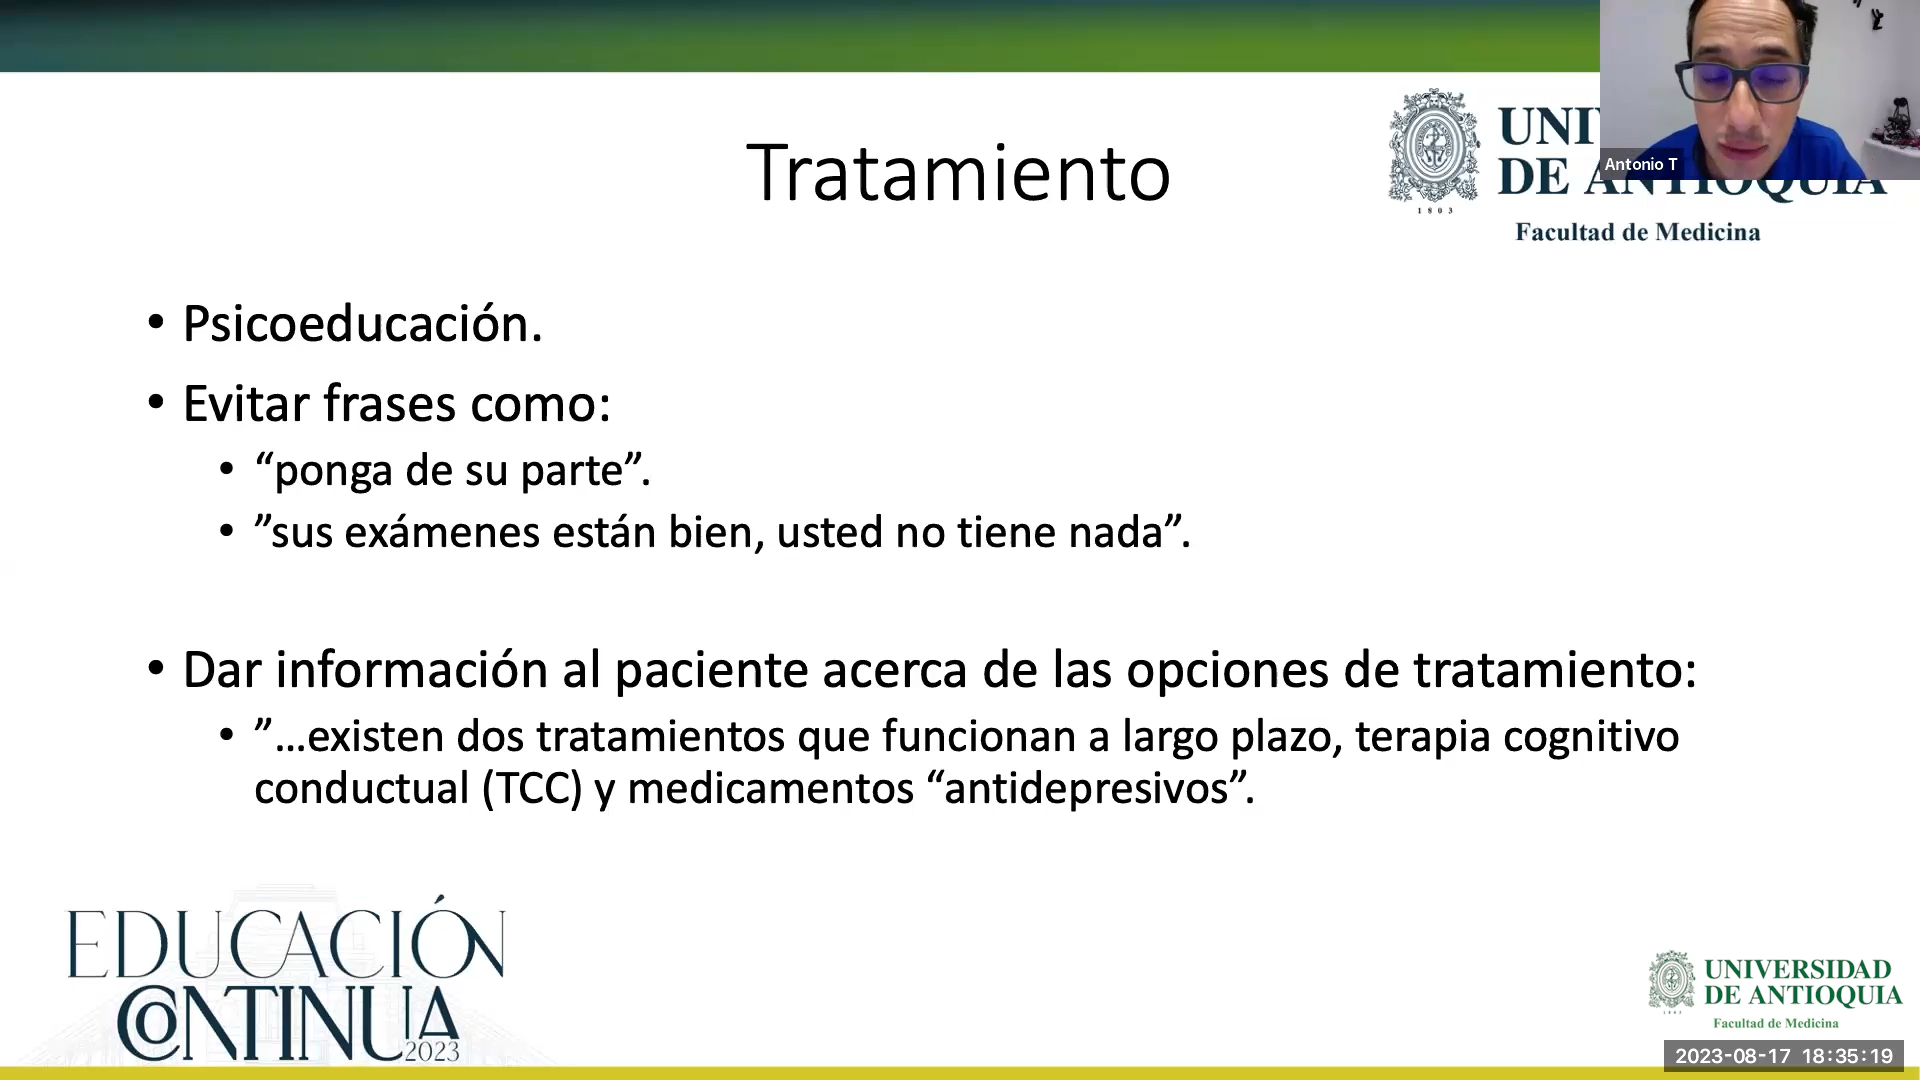 Tratamiento
UNI
DE ANTIOQUIA
1803
Facultad de Medicina
Antonio T
• Psicoeducación.
• Evitar frases como:
• “ponga de su parte”.
• ”sus exámenes están bien, usted no tiene nada”.
• Dar información al paciente acerca de las opciones de tratamiento:
• ”...existen dos tratamientos que funcionan a largo plazo, terapia cognitivo
conductual (TCC) y medicamentos “antidepresivos”.
EDUCACIÓN
CONTINUA
2023
UNIVERSIDAD
DE ANTIOQUIA
Facultad de Medicina
2023-08-17 18:35:19